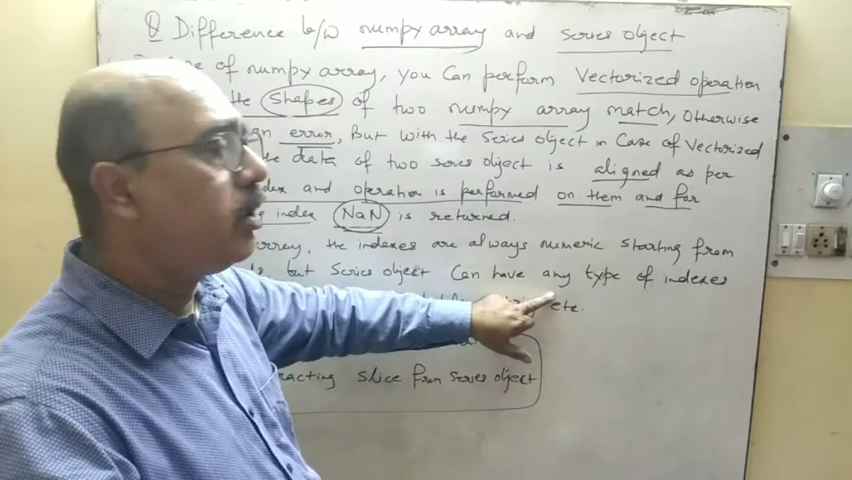 Q Difference b/w numpy array and Series Object
of numpy array, you Can perform Vectorized operation
the Shapes of two numpy array match, Otherwise
an error, But with the Series Object in Case of Vectorized
the data of two series object is aligned as per
index and operation is performed on them and for
index NaN is returned.
array, the indexes are always numeric starting from
but Series object Can have any type of indexes
etc.
racting slice from Series object